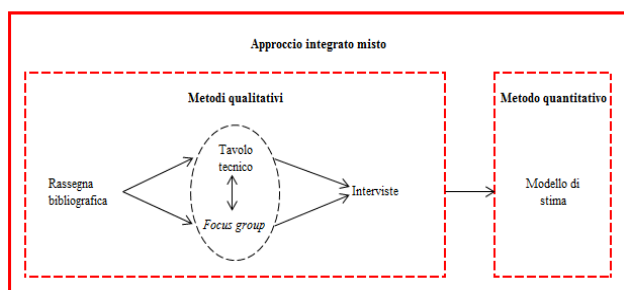 Approccio integrato misto
Metodi qualitativi
Metodo quantitativo
Tavolo
tecnico
Rassegna
bibliografica
Focus group
Interviste
Modello di
stima